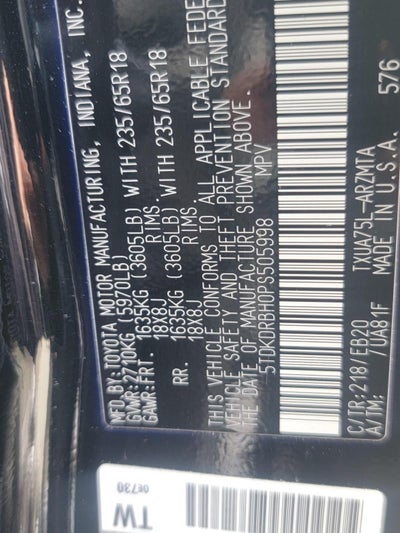 MFD.BY:TOYOTA MOTOR MANUFACTURING, INDIANA, INC.
GVWR:2710KG (5970LB)
GAWR:FRT. 1635KG (3605LB) WITH 235/65R18
18X8J RIMS.
RR. 1635KG (3605LB) WITH 235/65R18
18X8J RIMS.
THIS VEHICLE CONFORMS TO ALL APPLICABLE FEDE
VEHICLE SAFETY AND THEFT PREVENTION STANDARD
DATE OF MANUFACTURE SHOWN ABOVE.
5TDKDRBH0PS505998 MPV
C/TR:218/EB20 TXUA75L-ARZMTA
A/TM: /UA81F MADE IN U.S.A. 576
TW
0E730